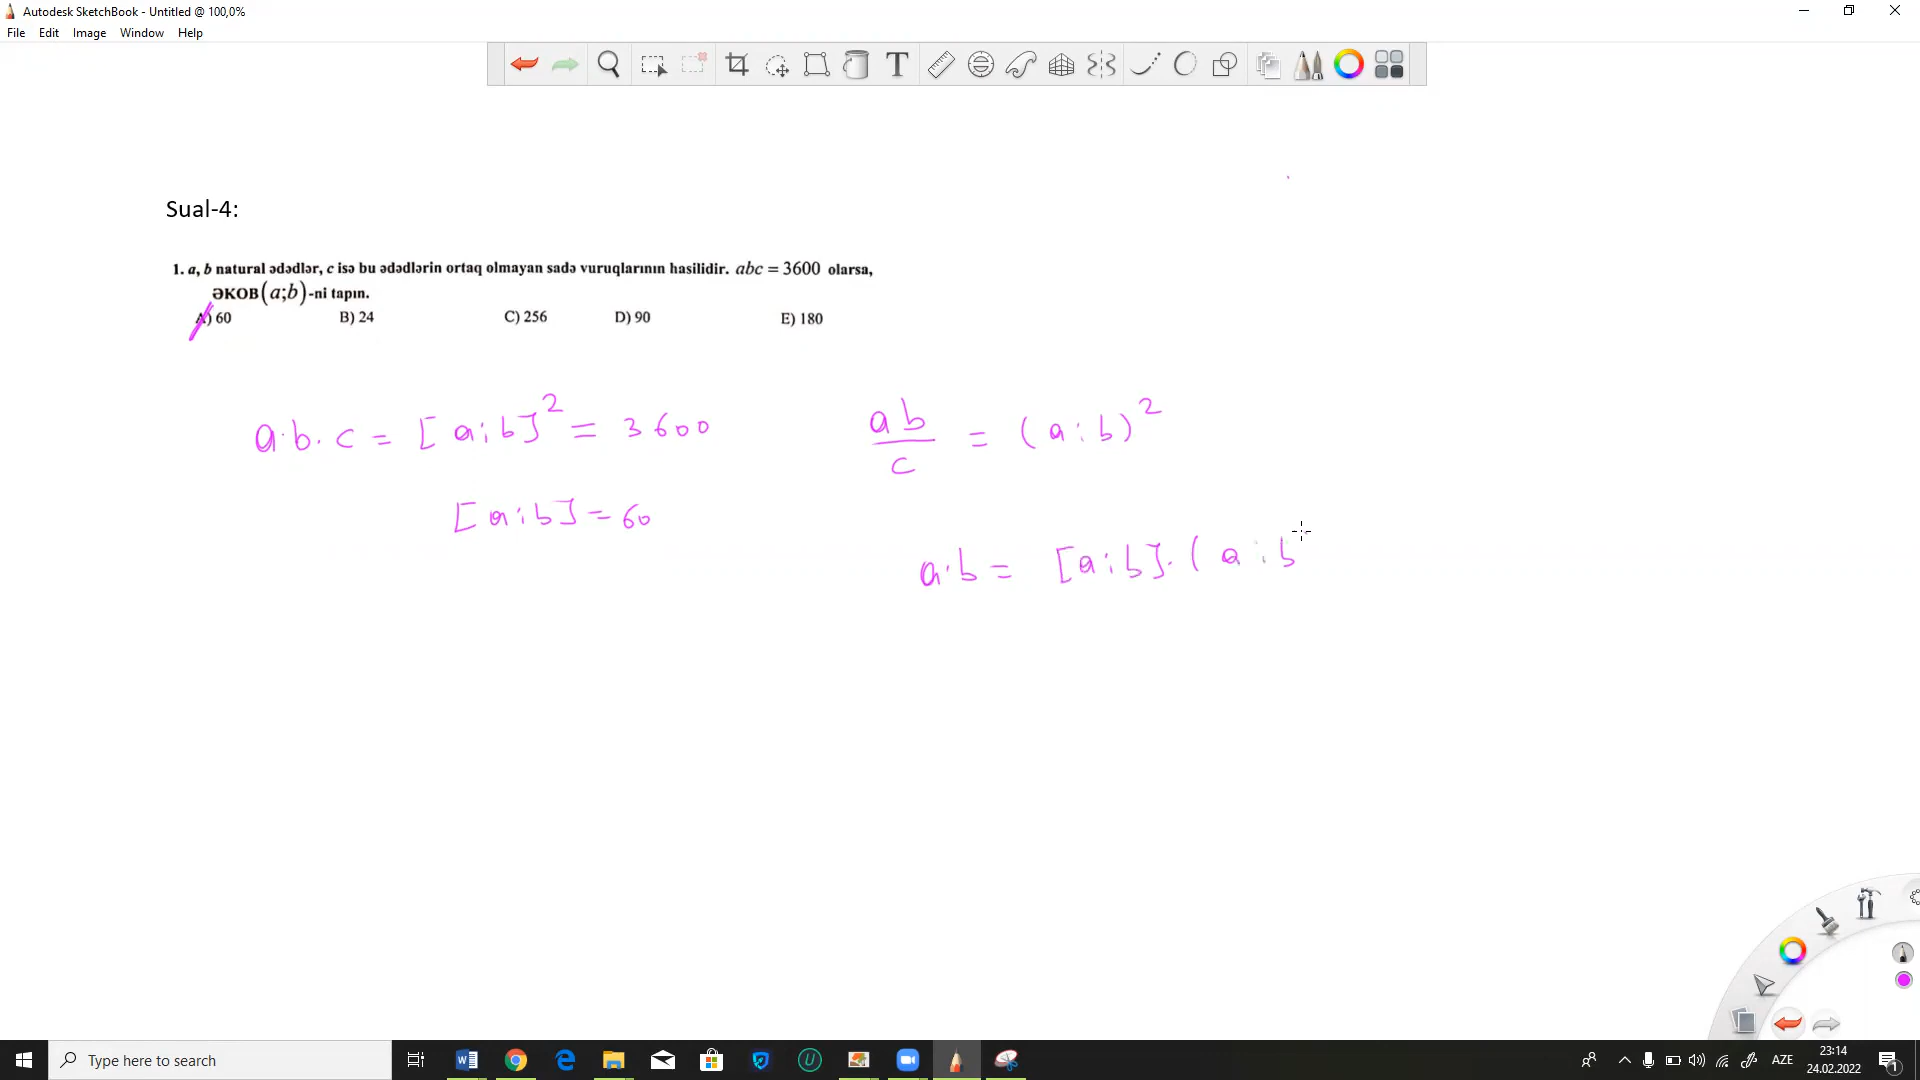 Autodesk SketchBook - Untitled @ 100,0%
File Edit Image Window Help
T
Sual-4:
1. a, b natural ədədlər, c isə bu ədədlərin ortaq olmayan sadə vuruqlarının hasilidir. abc = 3600 olarsa,
ƏKOB(a;b)-ni tapın.
A) 60 B) 24 C) 256 D) 90 E) 180
a·b·c = [a;b]² = 3600
ab/c = (a;b)²
[a;b] = 60
a·b = [a;b]·(a;b
Type here to search
AZE
23:14
24.02.2022
1